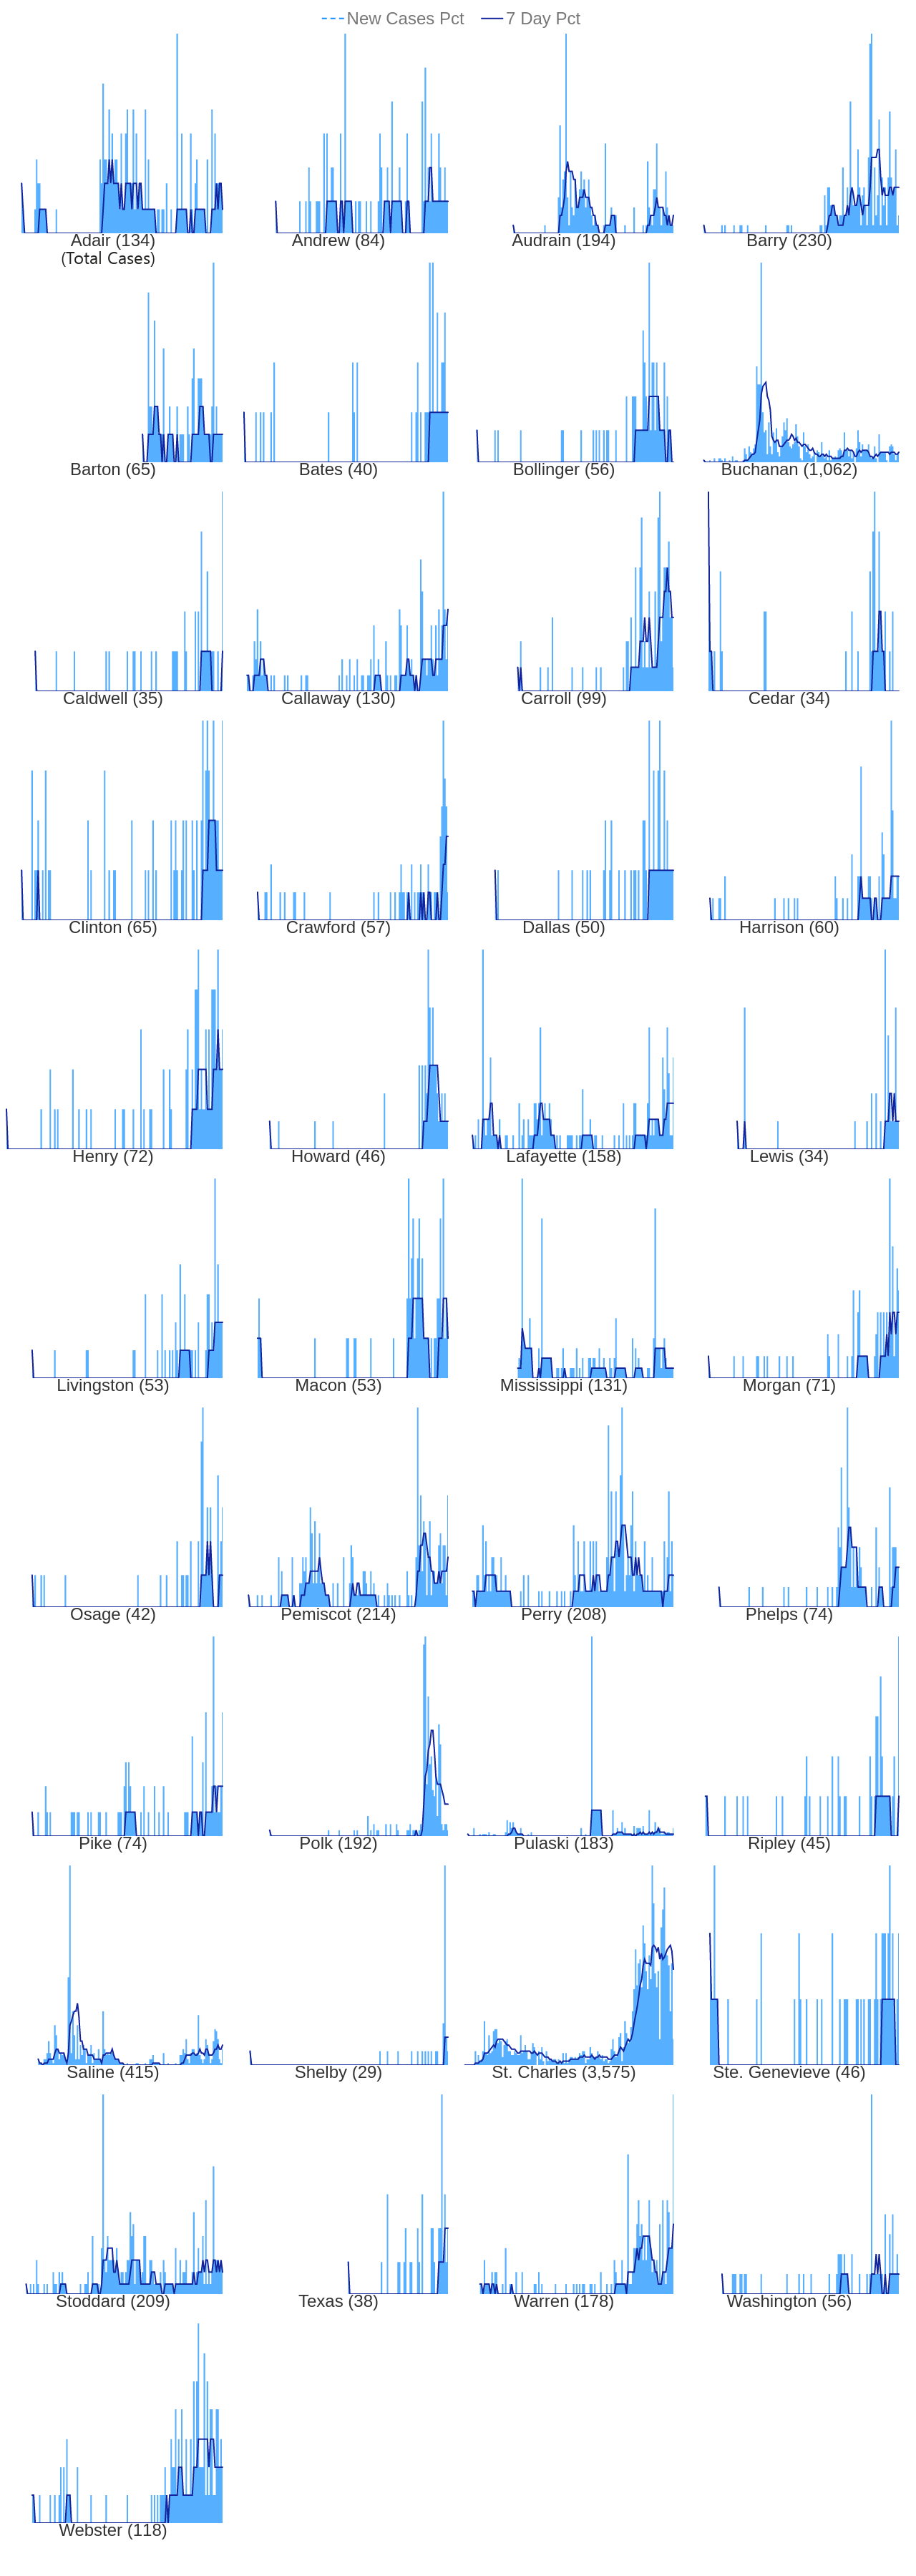 New Cases Pct 7 Day Pct
Adair (134) Andrew (84) Audrain (194) Barry (230)
(Total Cases)
Barton (65) Bates (40) Bollinger (56) Buchanan (1,062)
Caldwell (35) Callaway (130) Carroll (99) Cedar (34)
Clinton (65) Crawford (57) Dallas (50) Harrison (60)
Henry (72) Howard (46) Lafayette (158) Lewis (34)
Livingston (53) Macon (53) Mississippi (131) Morgan (71)
Osage (42) Pemiscot (214) Perry (208) Phelps (74)
Pike (74) Polk (192) Pulaski (183) Ripley (45)
Saline (415) Shelby (29) St. Charles (3,575) Ste. Genevieve (46)
Stoddard (209) Texas (38) Warren (178) Washington (56)
Webster (118)